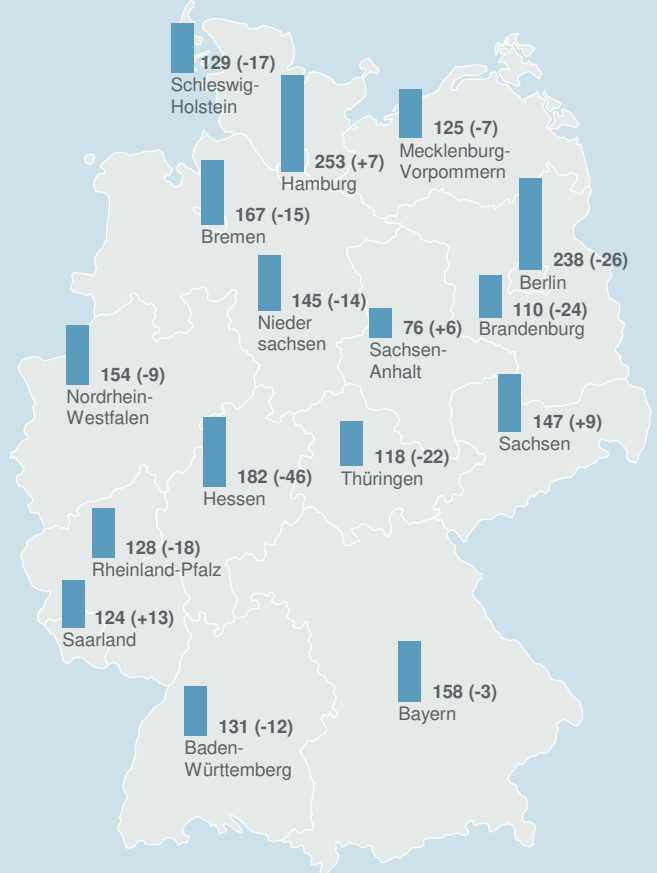 129 (-17)
Schleswig-
Holstein
125 (-7)
Mecklenburg-
Vorpommern
253 (+7)
Hamburg
167 (-15)
Bremen
238 (-26)
Berlin
145 (-14)
Nieder
sachsen
110 (-24)
Brandenburg
76 (+6)
Sachsen-
Anhalt
154 (-9)
Nordrhein-
Westfalen
147 (+9)
Sachsen
182 (-46)
Hessen
118 (-22)
Thüringen
128 (-18)
Rheinland-Pfalz
124 (+13)
Saarland
158 (-3)
Bayern
131 (-12)
Baden-
Württemberg